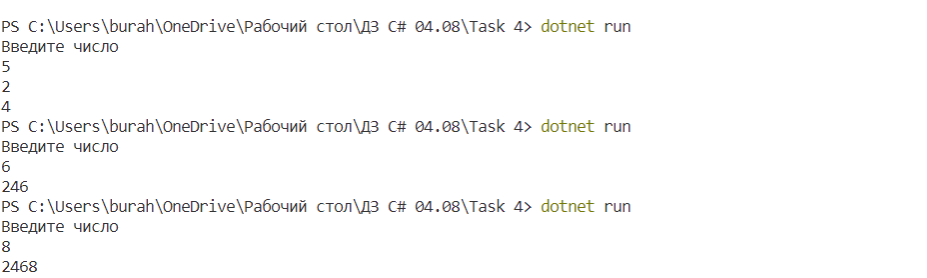 PS C:\Users\burah\OneDrive\Рабочий стол\ДЗ C# 04.08\Task 4> dotnet run
Введите число
5
2
4
PS C:\Users\burah\OneDrive\Рабочий стол\ДЗ C# 04.08\Task 4> dotnet run
Введите число
6
246
PS C:\Users\burah\OneDrive\Рабочий стол\ДЗ C# 04.08\Task 4> dotnet run
Введите число
8
2468